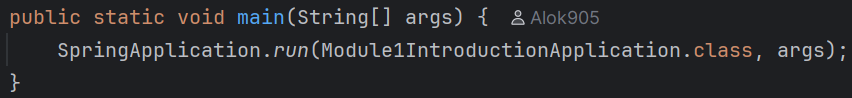 public static void main(String[] args) { Alok905
    SpringApplication.run(Module1IntroductionApplication.class, args);
}